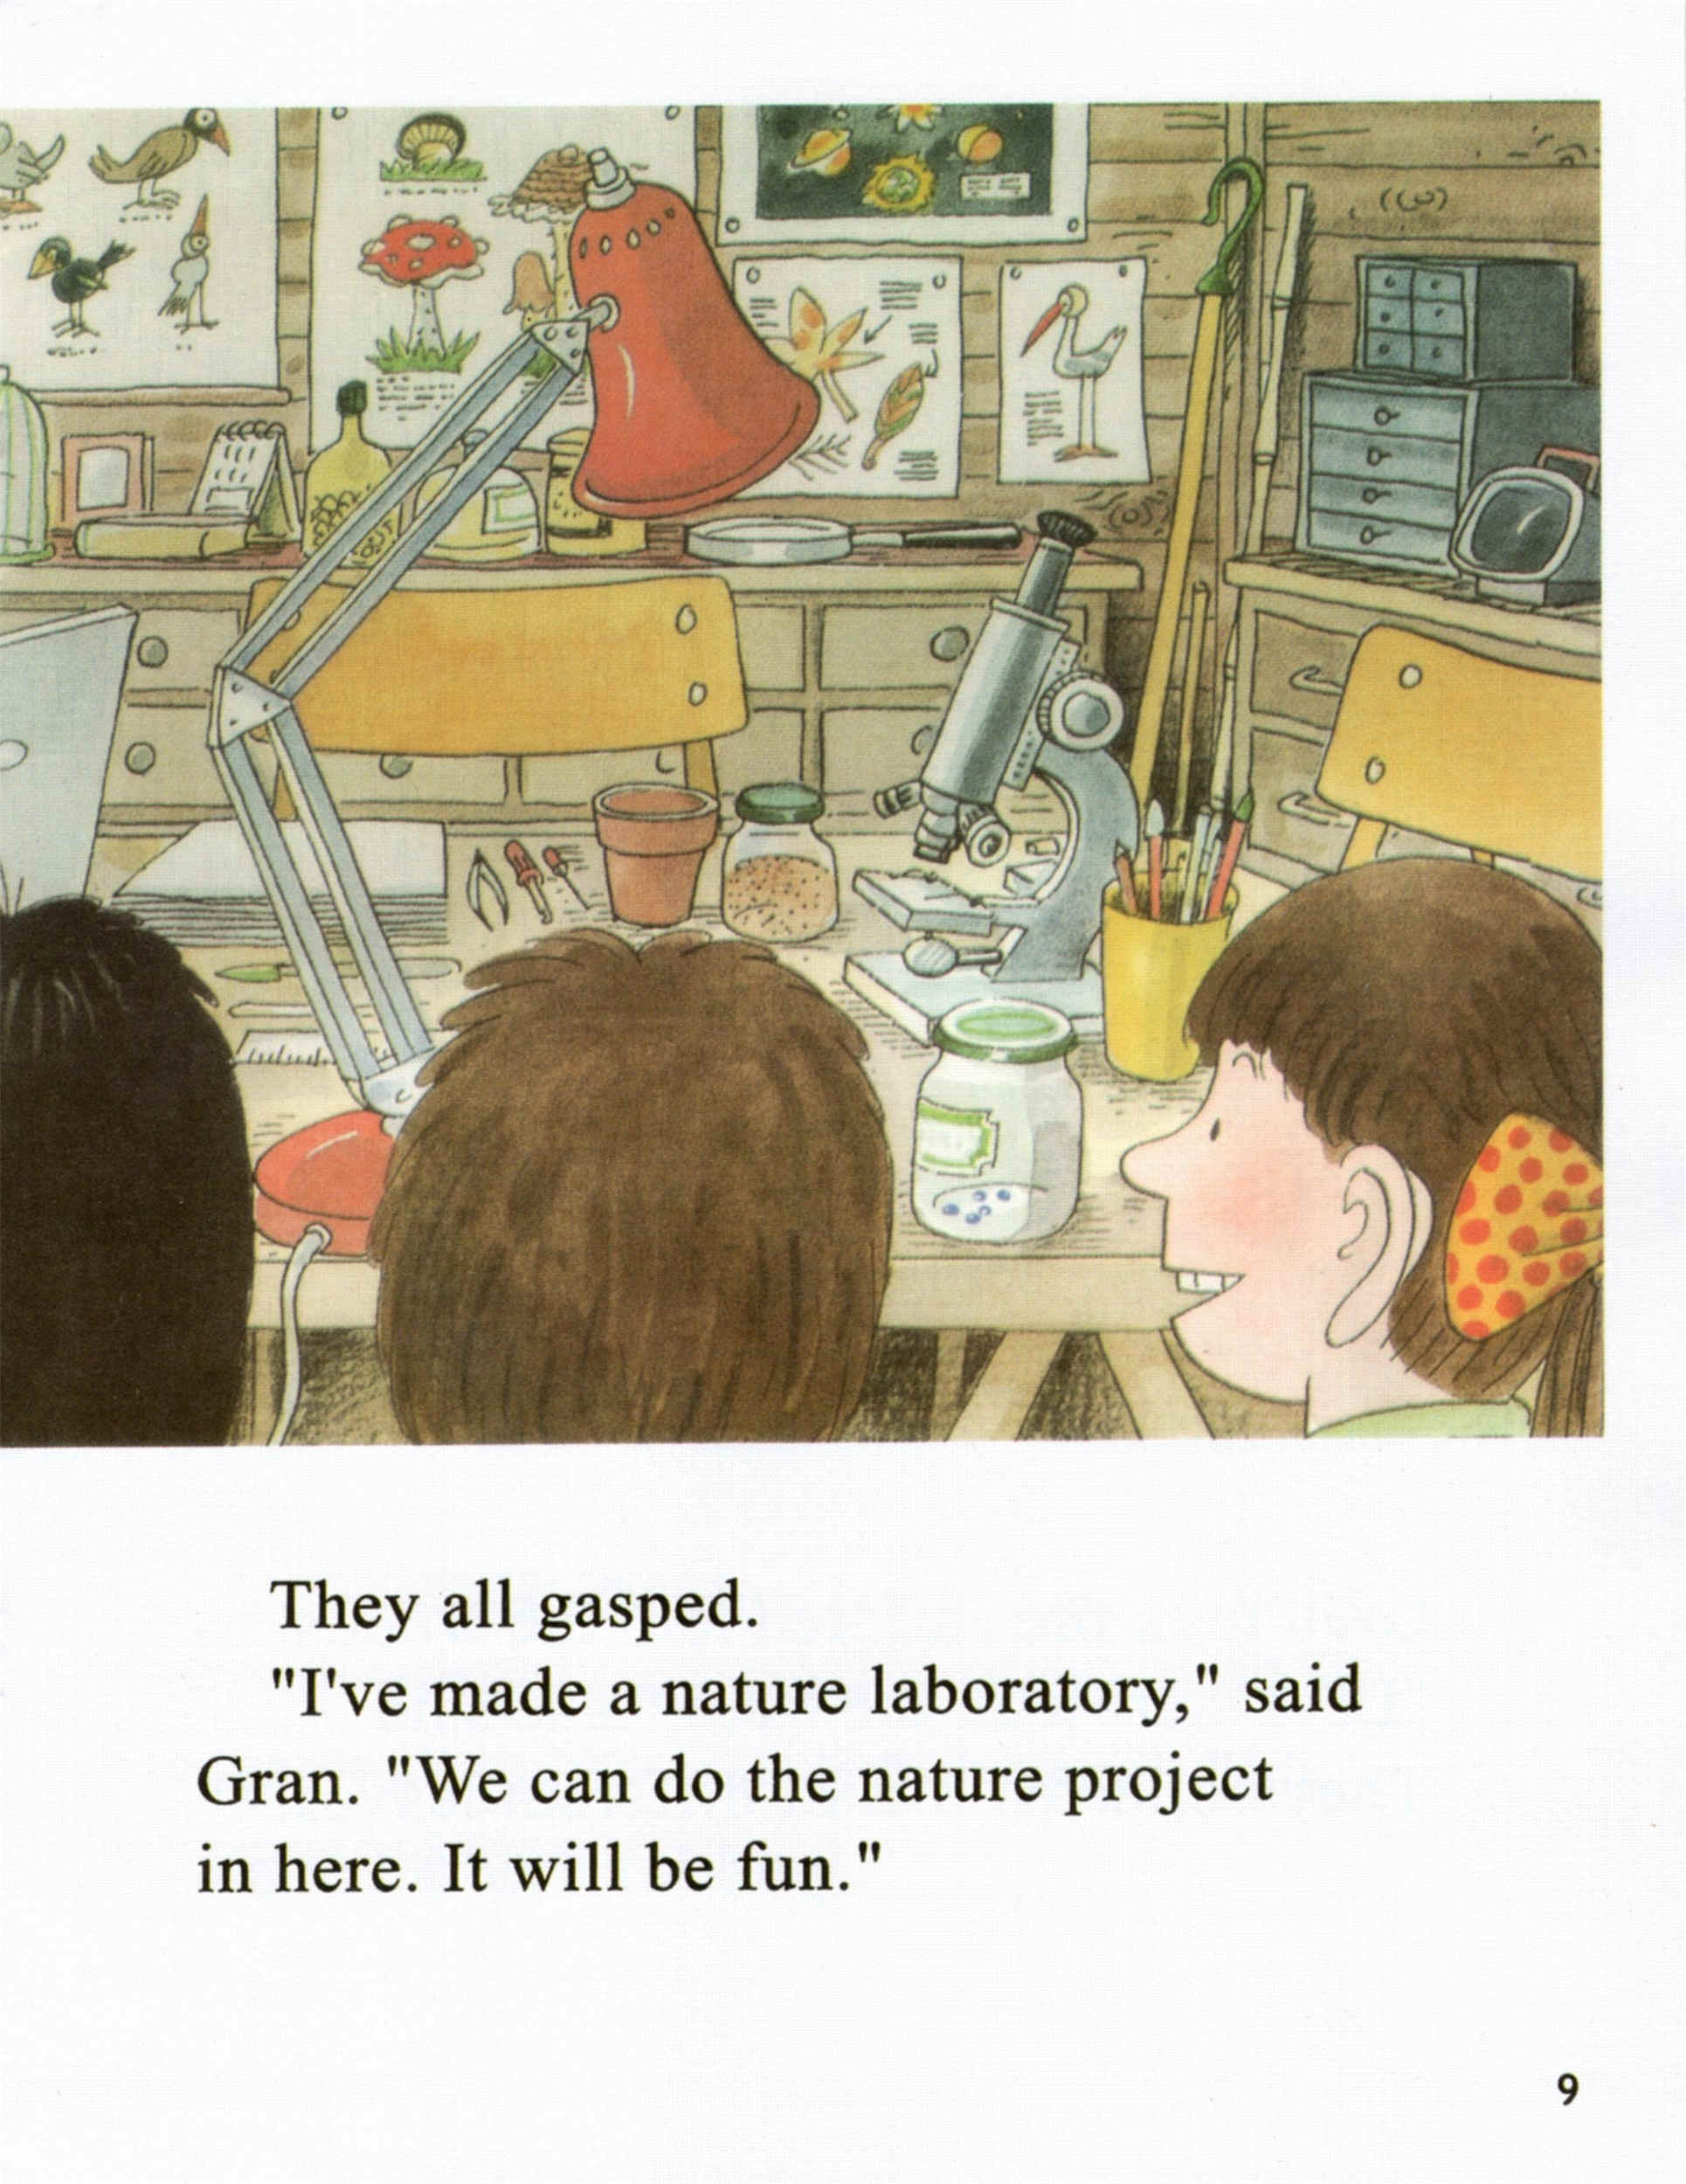 They all gasped.
"I've made a nature laboratory," said
Gran. "We can do the nature project
in here. It will be fun."
9